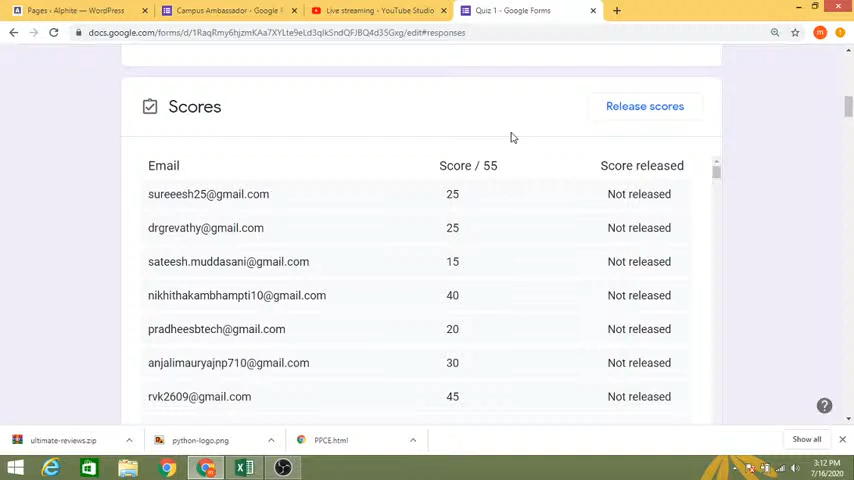 Pages ‹ Alphite — WordPress
Campus Ambassador - Google F
Live streaming - YouTube Studio
Quiz 1 - Google Forms
docs.google.com/forms/d/1RaqRmy6hjzmKAa7XYLte9eLd3qlkSndQFJBQ4d35Gxg/edit#responses
Scores
Release scores
Email Score / 55 Score released
sureeesh25@gmail.com 25 Not released
drgrevathy@gmail.com 25 Not released
sateesh.muddasani@gmail.com 15 Not released
nikhithakambhampti10@gmail.com 40 Not released
pradheesbtech@gmail.com 20 Not released
anjalimauryajnp710@gmail.com 30 Not released
rvk2609@gmail.com 45 Not released
ultimate-reviews.zip python-logo.png PPCE.html Show all
3:12 PM
7/16/2020